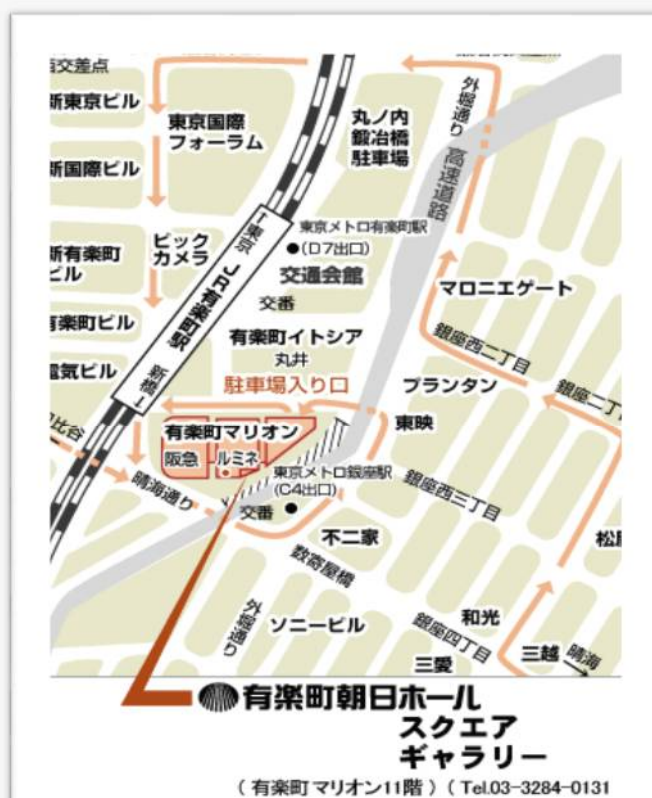 西交差点
新東京ビル
東京国際
フォーラム
丸ノ内
鍛冶橋
駐車場
外堀通り
高速道路
新国際ビル
東京メトロ有楽町駅
(D7出口)
新有楽町
ビル
ビック
カメラ
←東京 JR有楽町駅 新橋→
交通会館
マロニエゲート
交番
有楽町ビル
有楽町イトシア
丸井
銀座西二丁目
電気ビル
駐車場入り口
プランタン
銀座二丁
日比谷
有楽町マリオン
東映
阪急
ルミネ
晴海通り
東京メトロ銀座駅
(C4出口)
銀座西三丁目
交番
不二家
松屋
数寄屋橋
外堀通り
ソニービル
和光
銀座四丁目
三越
晴海
三愛
有楽町朝日ホール
スクエア
ギャラリー
( 有楽町マリオン11階 ) ( Tel.03-3284-0131